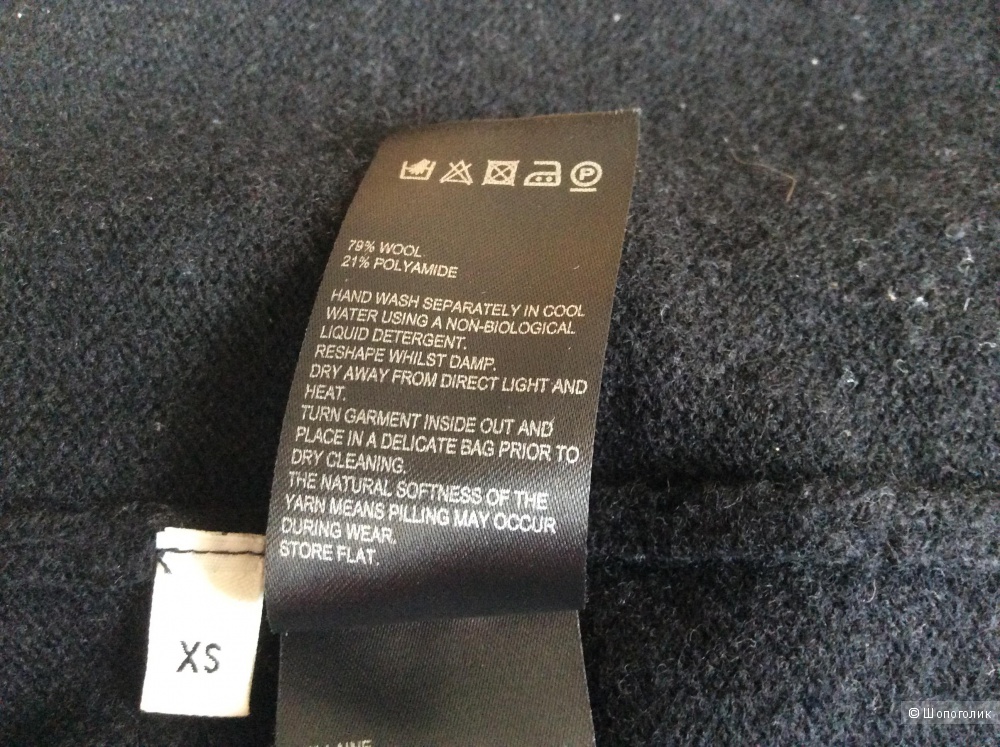 P
79% WOOL
21% POLYAMIDE
HAND WASH SEPARATELY IN COOL
WATER USING A NON-BIOLOGICAL
LIQUID DETERGENT.
RESHAPE WHILST DAMP.
DRY AWAY FROM DIRECT LIGHT AND
HEAT.
TURN GARMENT INSIDE OUT AND
PLACE IN A DELICATE BAG PRIOR TO
DRY CLEANING.
THE NATURAL SOFTNESS OF THE
YARN MEANS PILLING MAY OCCUR
DURING WEAR.
STORE FLAT.
XS
© Шопоголик